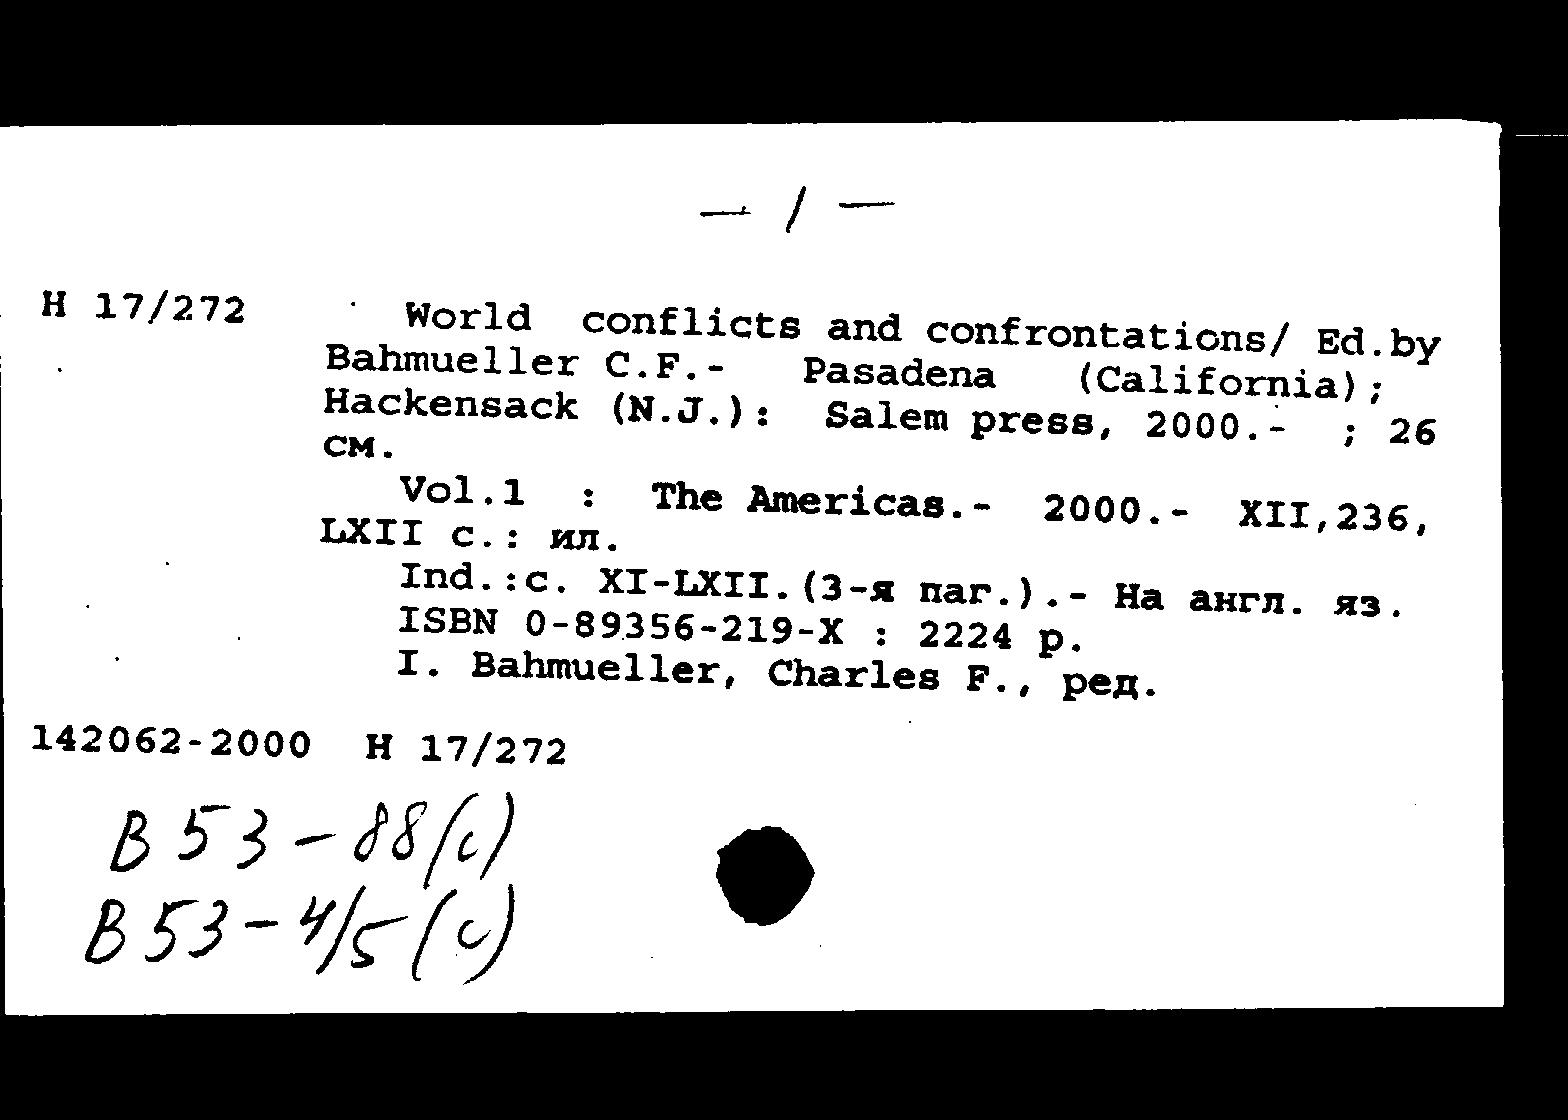 — / —
H 17/272 World conflicts and confrontations/ Ed.by
Bahmueller C.F.- Pasadena (California);
Hackensack (N.J.): Salem press, 2000.- ; 26
см.
Vol.1 : The Americas.- 2000.- XII,236,
LXII с.: ил.
Ind.:с. XI-LXII.(3-я паг.).- На англ. яз.
ISBN 0-89356-219-X : 2224 р.
I. Bahmueller, Charles F., ред.
142062-2000 H 17/272
В 53-88(с)
В 53-4/5(с)